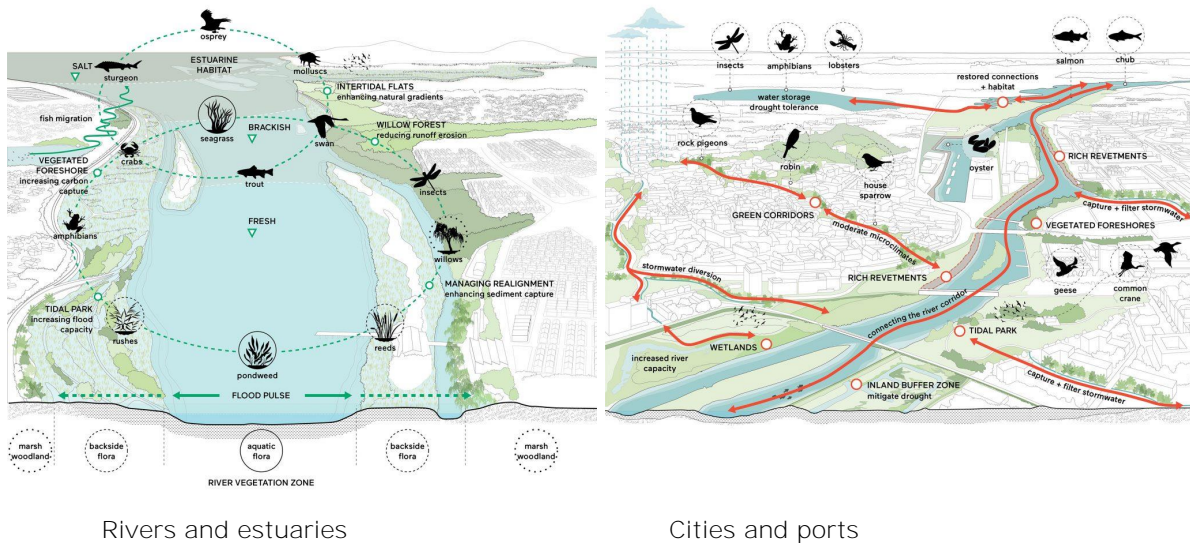 osprey
SALT
sturgeon
ESTUARINE
HABITAT
molluscs
INTERTIDAL FLATS
enhancing natural gradients
fish migration
seagrass
BRACKISH
swan
WILLOW FOREST
reducing runoff erosion
crabs
VEGETATED
FORESHORE
increasing carbon
capture
trout
insects
FRESH
amphibians
willows
MANAGING REALIGNMENT
enhancing sediment capture
TIDAL PARK
increasing flood
capacity
rushes
reeds
pondweed
FLOOD PULSE
marsh
woodland
backside
flora
aquatic
flora
backside
flora
marsh
woodland
RIVER VEGETATION ZONE
Rivers and estuaries
insects
amphibians
lobsters
salmon
chub
restored connections
+ habitat
water storage
drought tolerance
rock pigeons
robin
house
sparrow
oyster
RICH REVETMENTS
GREEN CORRIDORS
moderate microclimates
capture + filter stormwater
VEGETATED FORESHORES
stormwater diversion
RICH REVETMENTS
geese
common
crane
connecting the river corridor
WETLANDS
TIDAL PARK
increased river
capacity
INLAND BUFFER ZONE
mitigate drought
capture + filter stormwater
Cities and ports